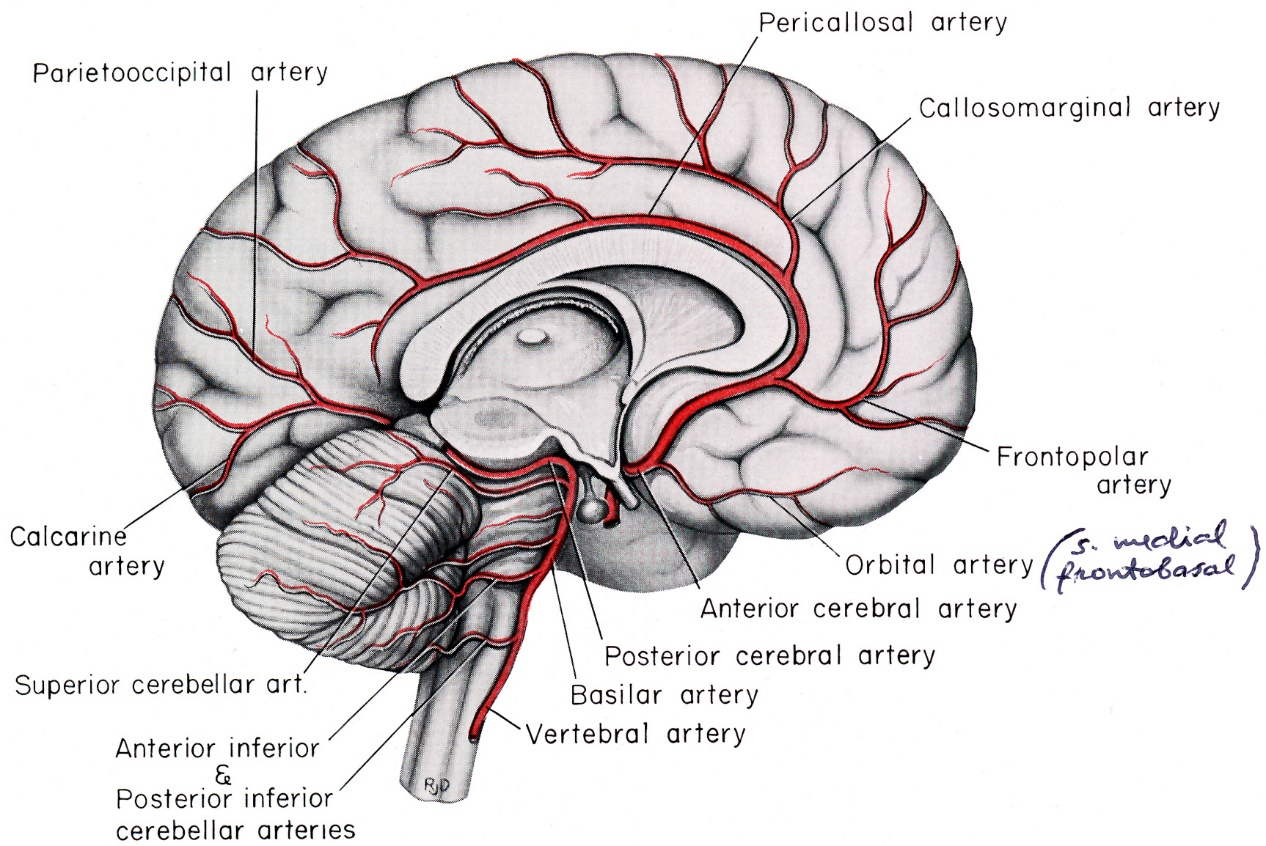 Pericallosal artery
Parietooccipital artery
Callosomarginal artery
Frontopolar
artery
Calcarine
artery
Orbital artery (s. medial
frontobasal)
Anterior cerebral artery
Posterior cerebral artery
Superior cerebellar art.
Basilar artery
Vertebral artery
Anterior inferior
&
Posterior inferior
cerebellar arteries
RJD